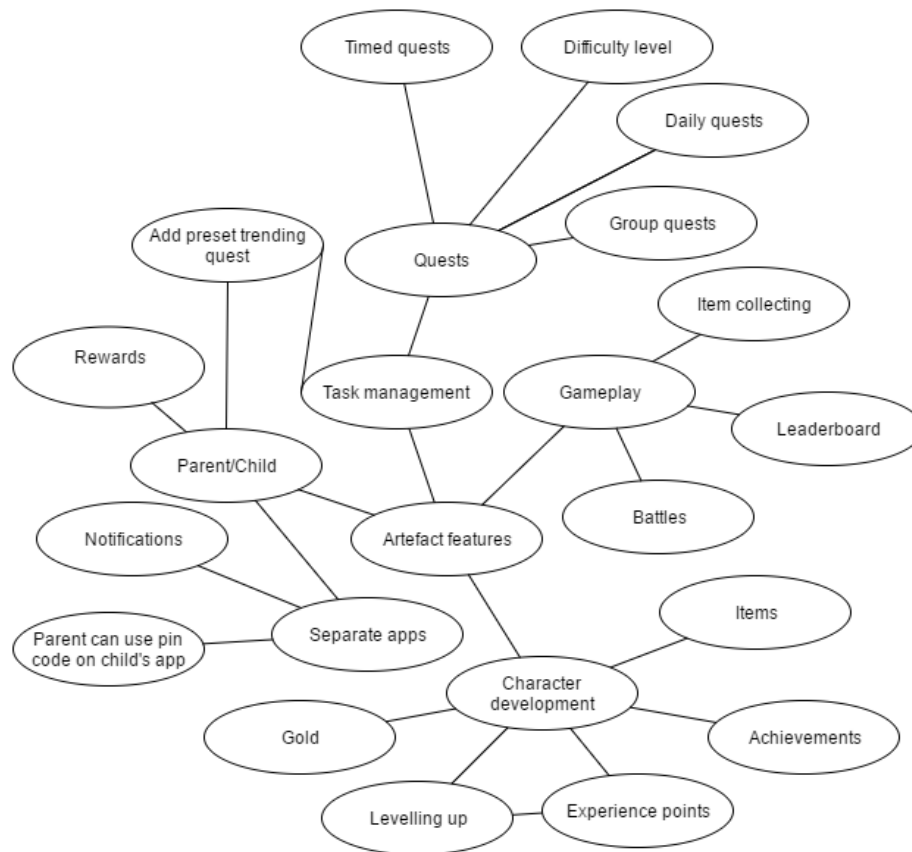 Timed quests
Difficulty level
Daily quests
Add preset trending
quest
Group quests
Quests
Item collecting
Rewards
Task management
Gameplay
Leaderboard
Parent/Child
Battles
Notifications
Artefact features
Items
Parent can use pin
code on child's app
Separate apps
Character
development
Gold
Achievements
Levelling up
Experience points